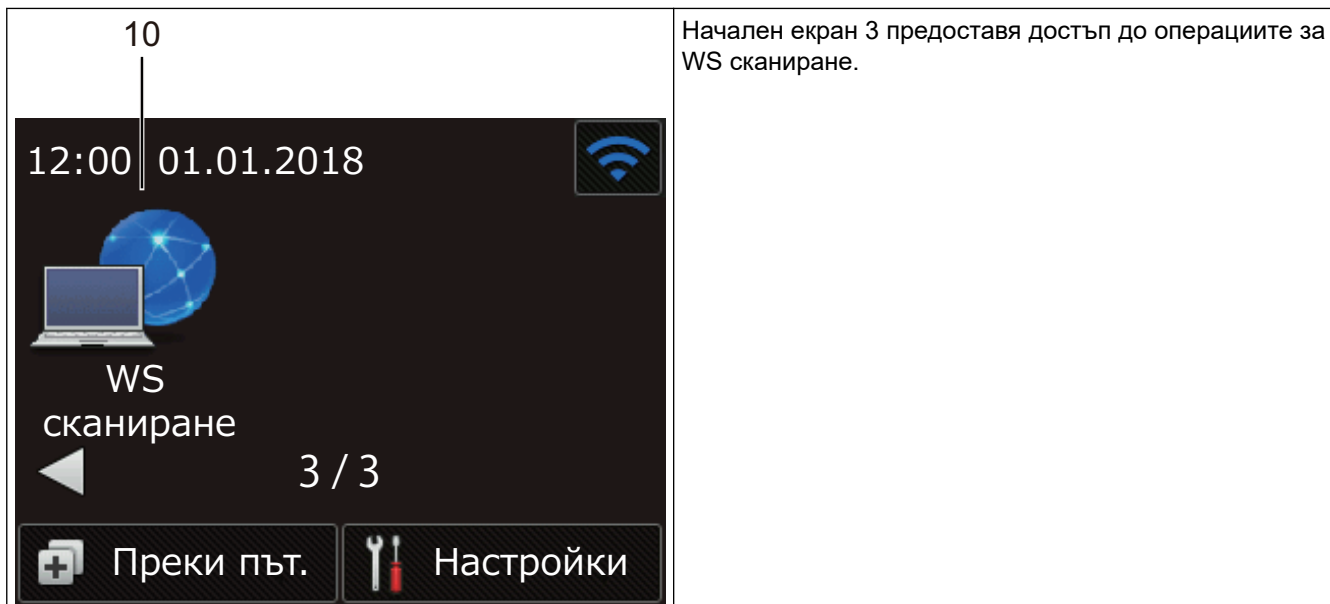 10
Начален екран 3 предоставя достъп до операциите за
WS сканиране.
12:00 01.01.2018
WS
сканиране
3 / 3
Преки път.
Настройки